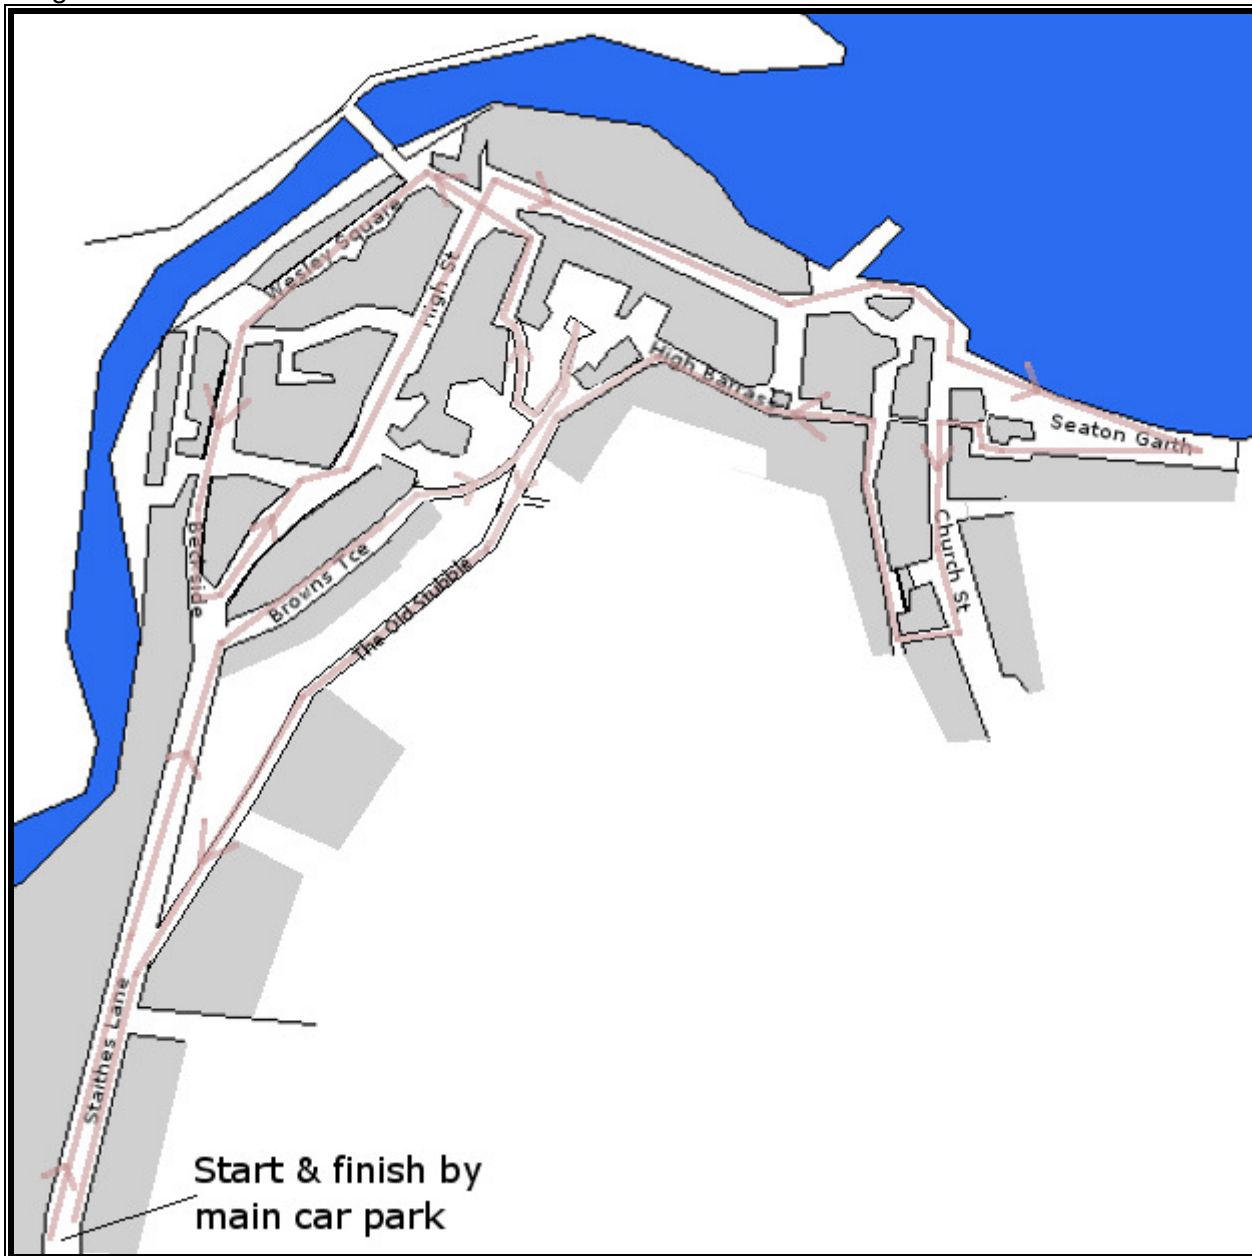 Wesley Square
High St
High Barrass
Seaton Garth
Church St
Beckside
Browns Tce
The Old Stubble
Staithes Lane
Start & finish by
main car park